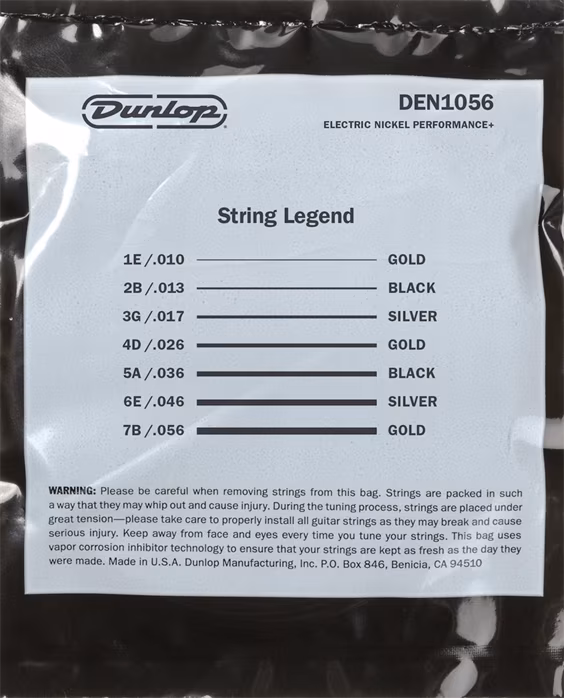 Dunlop®
DEN1056
ELECTRIC NICKEL PERFORMANCE+
String Legend
1E/.010 GOLD
2B/.013 BLACK
3G/.017 SILVER
4D/.026 GOLD
5A/.036 BLACK
6E/.046 SILVER
7B/.056 GOLD
WARNING: Please be careful when removing strings from this bag. Strings are packed in such
a way that they may whip out and cause injury. During the tuning process, strings are placed under
great tension—please take care to properly install all guitar strings as they may break and cause
serious injury. Keep away from face and eyes every time you tune your strings. This bag uses
vapor corrosion inhibitor technology to ensure that your strings are kept as fresh as the day they
were made. Made in U.S.A. Dunlop Manufacturing, Inc. P.O. Box 846, Benicia, CA 94510